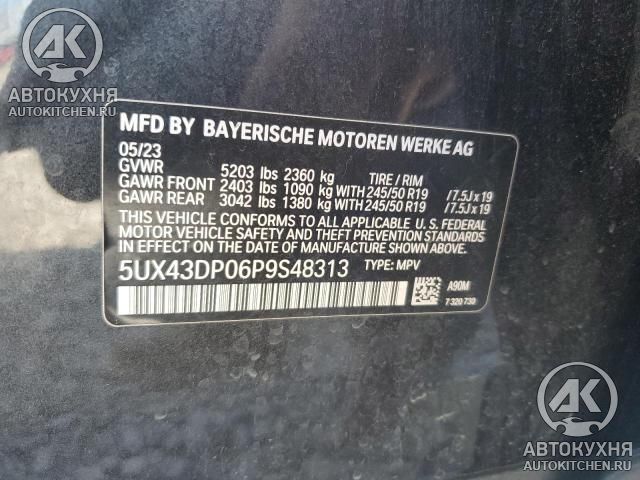 AK
АВТОКУХНЯ
AUTOKITCHEN.RU
MFD BY BAYERISCHE MOTOREN WERKE AG
05/23
GVWR 5203 lbs 2360 kg TIRE / RIM
GAWR FRONT 2403 lbs 1090 kg WITH 245/50 R19 /7.5J x 19
GAWR REAR 3042 lbs 1380 kg WITH 245/50 R19 /7.5J x 19
THIS VEHICLE CONFORMS TO ALL APPLICABLE U. S. FEDERAL
MOTOR VEHICLE SAFETY, BUMPER, AND THEFT PREVENTION
STANDARDS IN EFFECT ON THE DATE OF MANUFACTURE SHOWN ABOVE.
5UX43DP06P9S48313 TYPE: MPV
A90M
7 320 730
AK
АВТОКУХНЯ
AUTOKITCHEN.RU